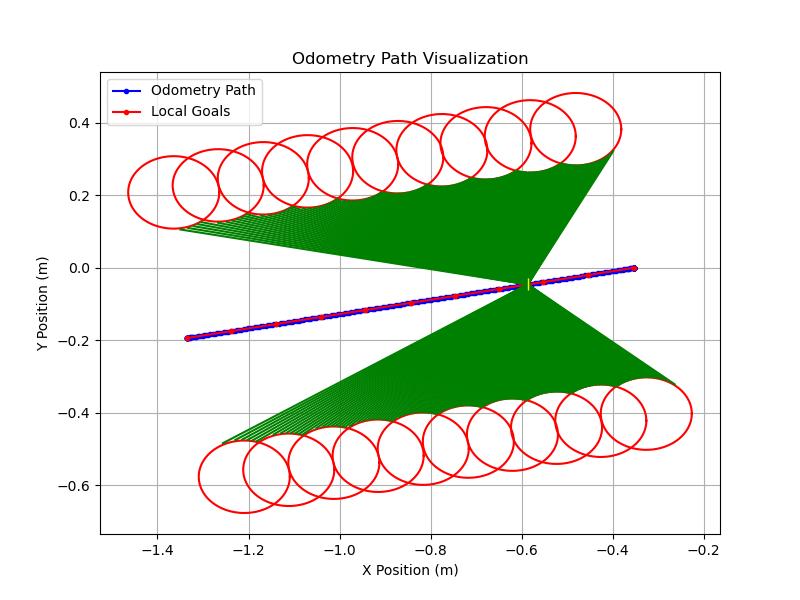 Odometry Path Visualization
Odometry Path
Local Goals
0.4
0.2
0.0
−0.2
−0.4
−0.6
Y Position (m)
−1.4
−1.2
−1.0
−0.8
−0.6
−0.4
−0.2
X Position (m)